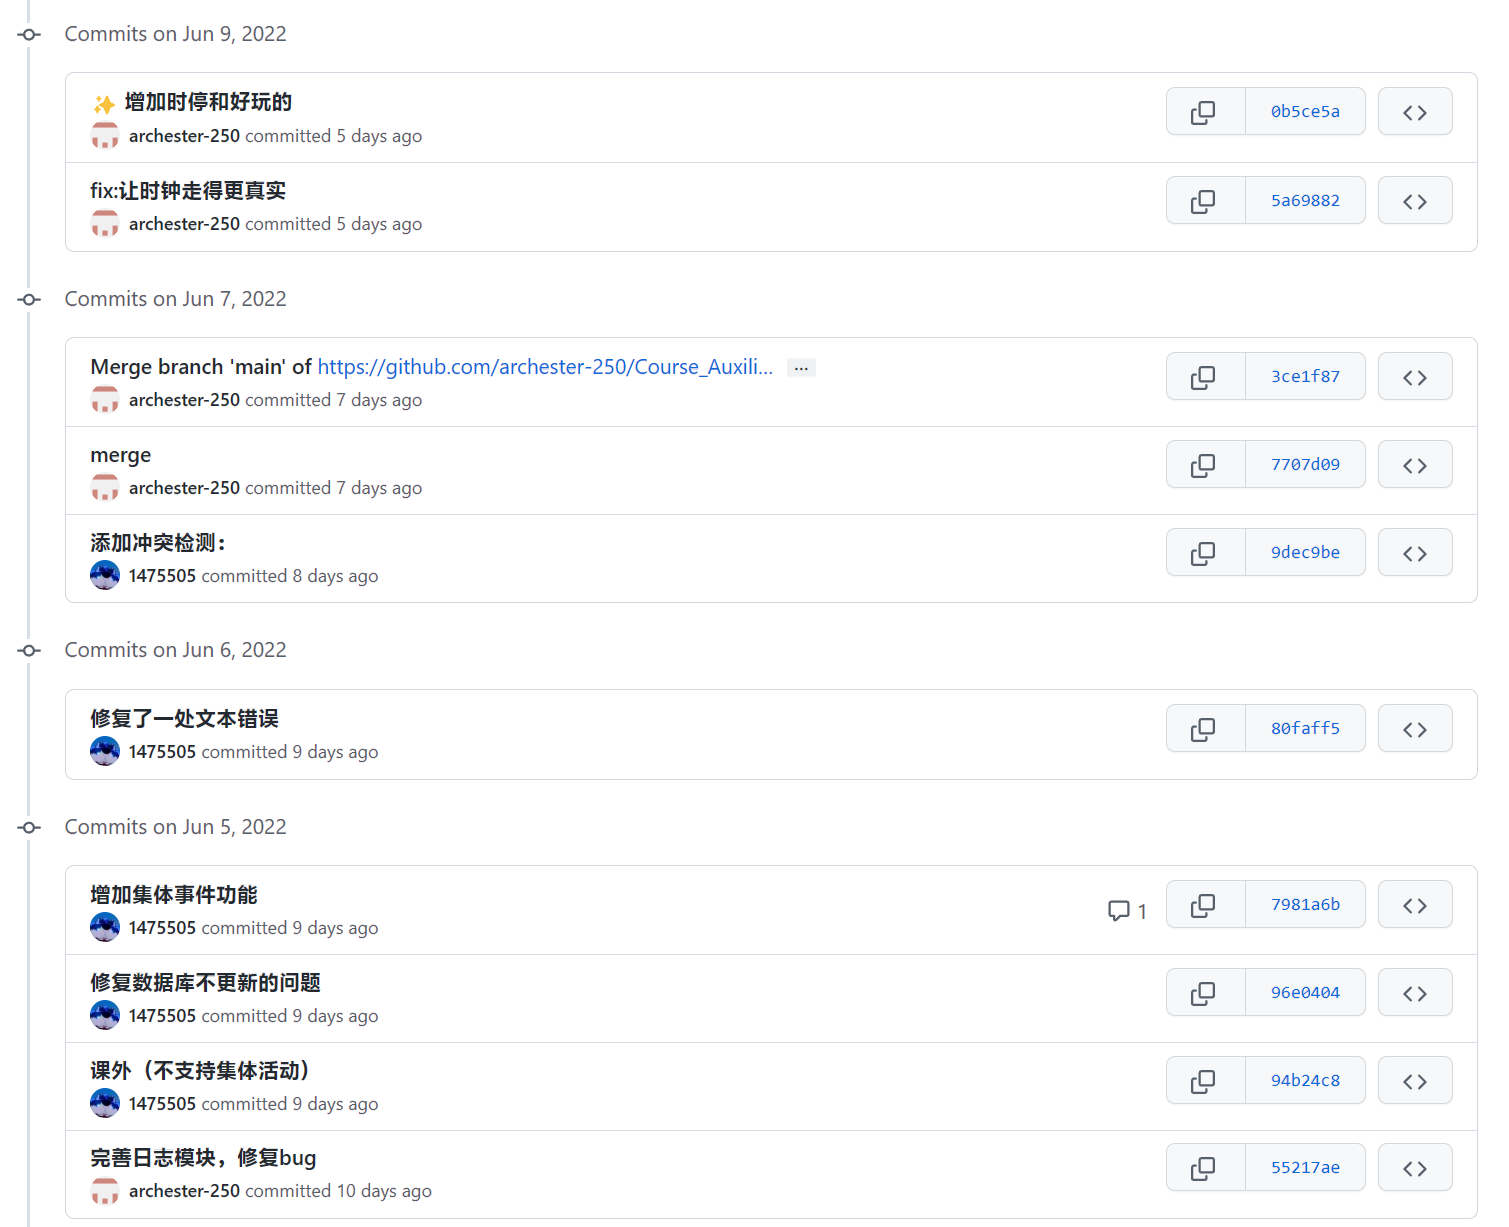 Commits on Jun 9, 2022
✨ 增加时停和好玩的
0b5ce5a
archester-250 committed 5 days ago
fix:让时钟走得更真实
5a69882
archester-250 committed 5 days ago
Commits on Jun 7, 2022
Merge branch 'main' of https://github.com/archester-250/Course_Auxili... ...
3ce1f87
archester-250 committed 7 days ago
merge
7707d09
archester-250 committed 7 days ago
添加冲突检测：
9dec9be
1475505 committed 8 days ago
Commits on Jun 6, 2022
修复了一处文本错误
80faff5
1475505 committed 9 days ago
Commits on Jun 5, 2022
增加集体事件功能
1
7981a6b
1475505 committed 9 days ago
修复数据库不更新的问题
96e0404
1475505 committed 9 days ago
课外（不支持集体活动）
94b24c8
1475505 committed 9 days ago
完善日志模块，修复bug
55217ae
archester-250 committed 10 days ago